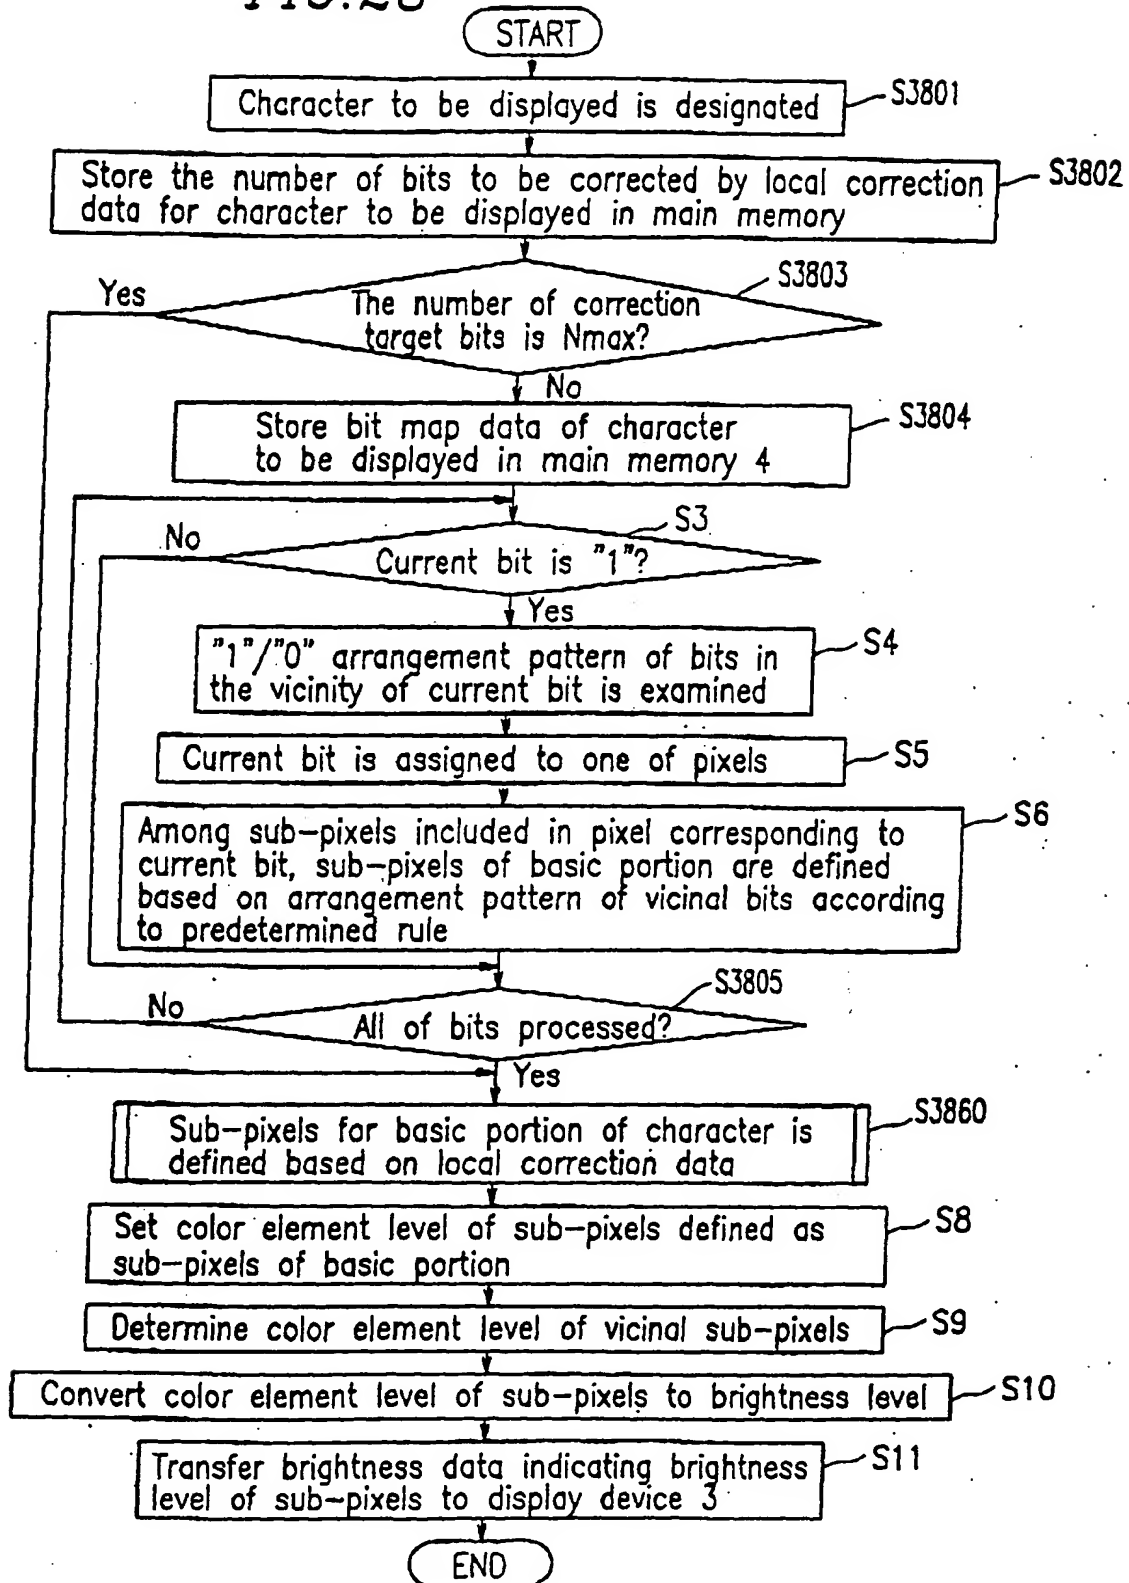 START
Character to be displayed is designated
S3801
Store the number of bits to be corrected by local correction
data for character to be displayed in main memory
S3802
Yes
The number of correction
target bits is Nmax?
S3803
No
Store bit map data of character
to be displayed in main memory 4
S3804
No
Current bit is "1"?
S3
Yes
"1"/"0" arrangement pattern of bits in
the vicinity of current bit is examined
S4
Current bit is assigned to one of pixels
S5
Among sub-pixels included in pixel corresponding to
current bit, sub-pixels of basic portion are defined
based on arrangement pattern of vicinal bits according
to predetermined rule
S6
No
All of bits processed?
S3805
Yes
Sub-pixels for basic portion of character is
defined based on local correction data
S3860
Set color element level of sub-pixels defined as
sub-pixels of basic portion
S8
Determine color element level of vicinal sub-pixels
S9
Convert color element level of sub-pixels to brightness level
S10
Transfer brightness data indicating brightness
level of sub-pixels to display device 3
S11
END